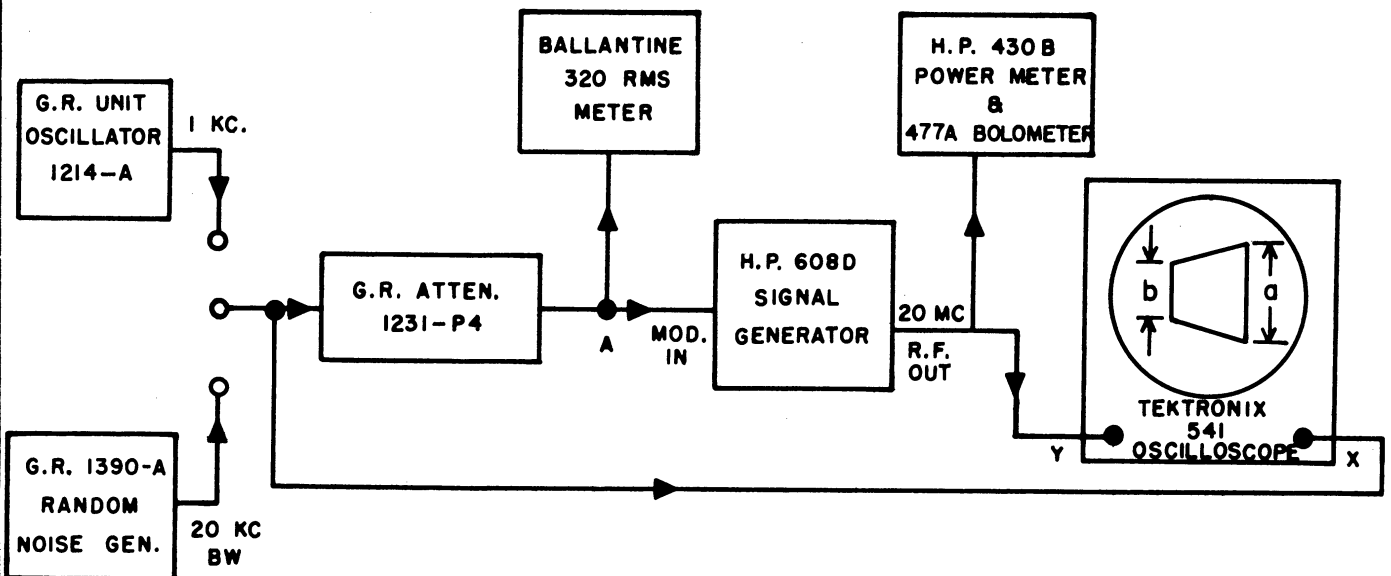 G.R. UNIT
OSCILLATOR
1214-A
1 KC.
BALLANTINE
320 RMS
METER
H.P. 430B
POWER METER
&
477A BOLOMETER
G.R. ATTEN.
1231-P4
A
MOD.
IN
H.P. 608D
SIGNAL
GENERATOR
20 MC
R.F.
OUT
b
a
TEKTRONIX
541
OSCILLOSCOPE
Y
X
G.R. 1390-A
RANDOM
NOISE GEN.
20 KC
BW